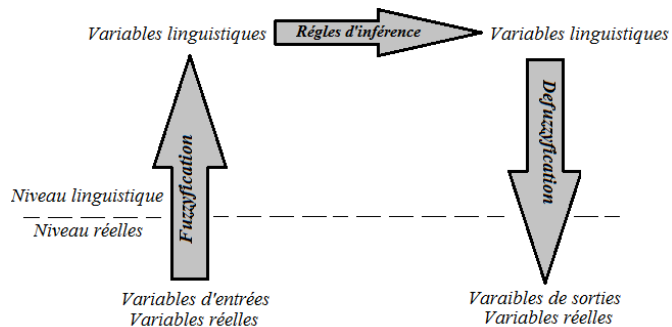 Variables linguistiques
Régles d'inférence
Variables linguistiques
Fuzzyfication
Defuzzyfication
Niveau linguistique
Niveau réelles
Variables d'entrées
Variables réelles
Varaibles de sorties
Variables réelles